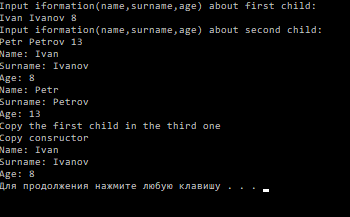 Input iformation(name,surname,age) about first child:
Ivan Ivanov 8
Input iformation(name,surname,age) about second child:
Petr Petrov 13
Name: Ivan
Surname: Ivanov
Age: 8
Name: Petr
Surname: Petrov
Age: 13
Copy the first child in the third one
Copy consructor
Name: Ivan
Surname: Ivanov
Age: 8
Для продолжения нажмите любую клавишу . . .